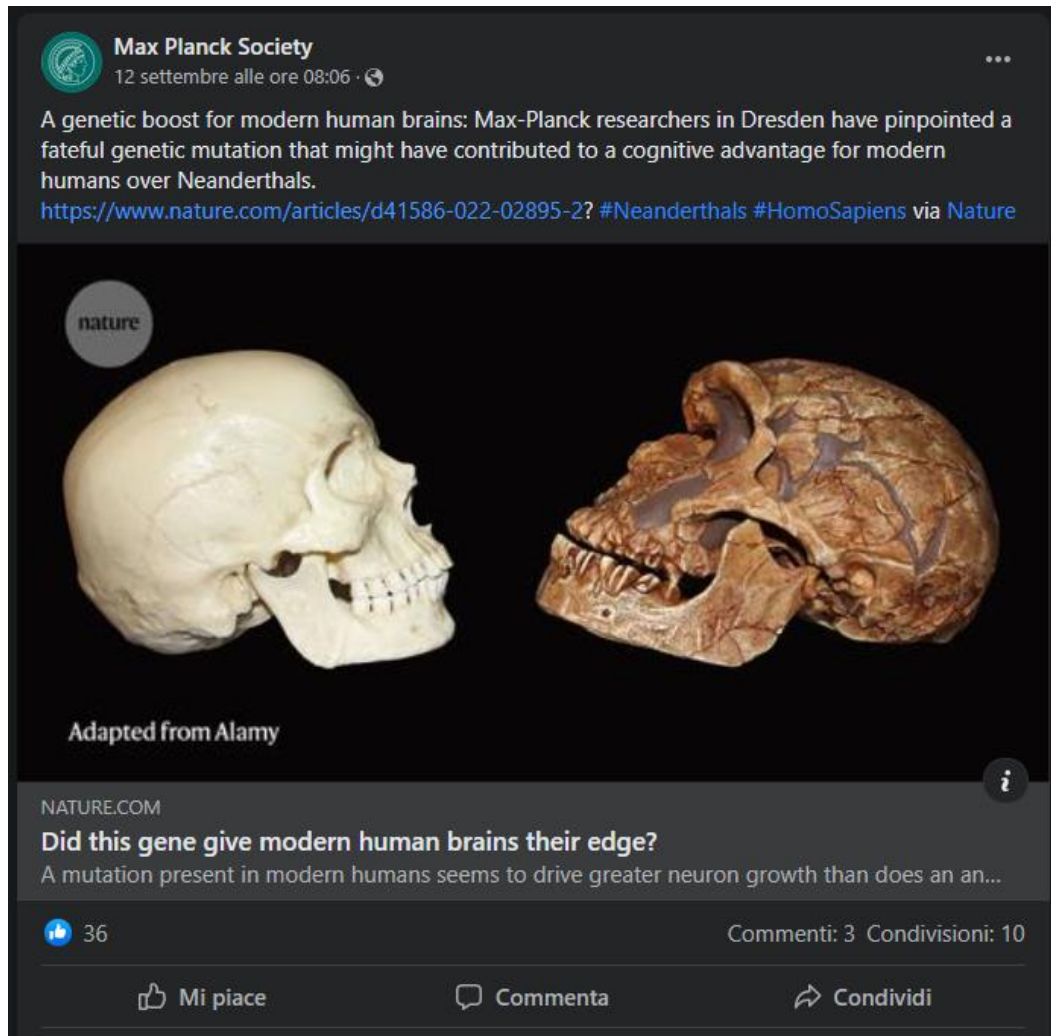 Max Planck Society
12 settembre alle ore 08:06 ·
A genetic boost for modern human brains: Max-Planck researchers in Dresden have pinpointed a
fateful genetic mutation that might have contributed to a cognitive advantage for modern
humans over Neanderthals.
https://www.nature.com/articles/d41586-022-02895-2? #Neanderthals #HomoSapiens via Nature
nature
Adapted from Alamy
i
NATURE.COM
Did this gene give modern human brains their edge?
A mutation present in modern humans seems to drive greater neuron growth than does an an...
36 Commenti: 3 Condivisioni: 10
Mi piace Commenta Condividi